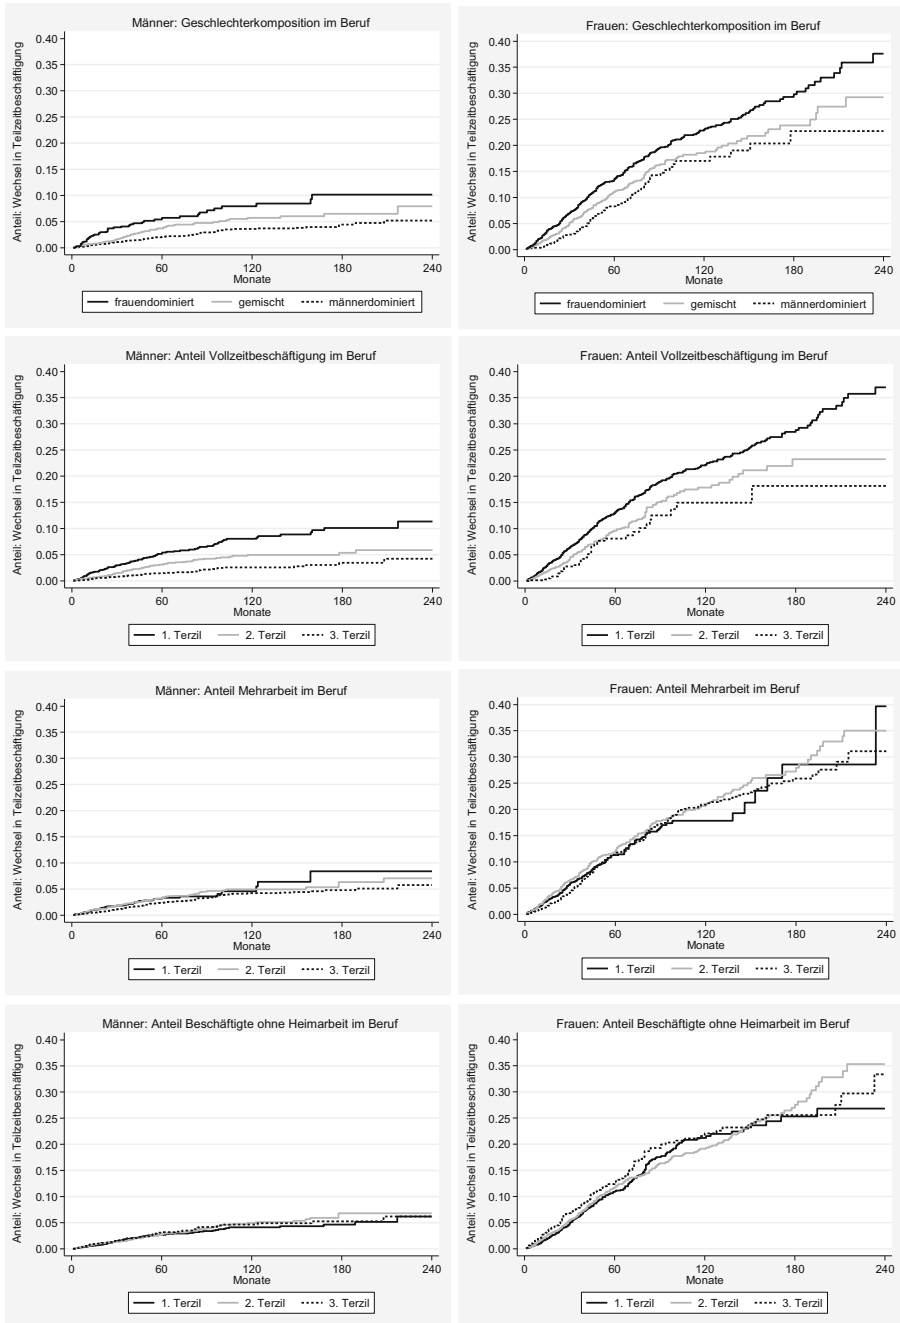 Männer: Geschlechterkomposition im Beruf
Anteil: Wechsel in Teilzeitbeschäftigung
0.40
0.35
0.30
0.25
0.20
0.15
0.10
0.05
0.00
0 60 120 180 240
Monate
frauendominiert gemischt männerdominiert
Frauen: Geschlechterkomposition im Beruf
Anteil: Wechsel in Teilzeitbeschäftigung
0.40
0.35
0.30
0.25
0.20
0.15
0.10
0.05
0.00
0 60 120 180 240
Monate
frauendominiert gemischt männerdominiert
Männer: Anteil Vollzeitbeschäftigung im Beruf
Anteil: Wechsel in Teilzeitbeschäftigung
0.40
0.35
0.30
0.25
0.20
0.15
0.10
0.05
0.00
0 60 120 180 240
Monate
1. Terzil 2. Terzil 3. Terzil
Frauen: Anteil Vollzeitbeschäftigung im Beruf
Anteil: Wechsel in Teilzeitbeschäftigung
0.40
0.35
0.30
0.25
0.20
0.15
0.10
0.05
0.00
0 60 120 180 240
Monate
1. Terzil 2. Terzil 3. Terzil
Männer: Anteil Mehrarbeit im Beruf
Anteil: Wechsel in Teilzeitbeschäftigung
0.40
0.35
0.30
0.25
0.20
0.15
0.10
0.05
0.00
0 60 120 180 240
Monate
1. Terzil 2. Terzil 3. Terzil
Frauen: Anteil Mehrarbeit im Beruf
Anteil: Wechsel in Teilzeitbeschäftigung
0.40
0.35
0.30
0.25
0.20
0.15
0.10
0.05
0.00
0 60 120 180 240
Monate
1. Terzil 2. Terzil 3. Terzil
Männer: Anteil Beschäftigte ohne Heimarbeit im Beruf
Anteil: Wechsel in Teilzeitbeschäftigung
0.40
0.35
0.30
0.25
0.20
0.15
0.10
0.05
0.00
0 60 120 180 240
Monate
1. Terzil 2. Terzil 3. Terzil
Frauen: Anteil Beschäftigte ohne Heimarbeit im Beruf
Anteil: Wechsel in Teilzeitbeschäftigung
0.40
0.35
0.30
0.25
0.20
0.15
0.10
0.05
0.00
0 60 120 180 240
Monate
1. Terzil 2. Terzil 3. Terzil